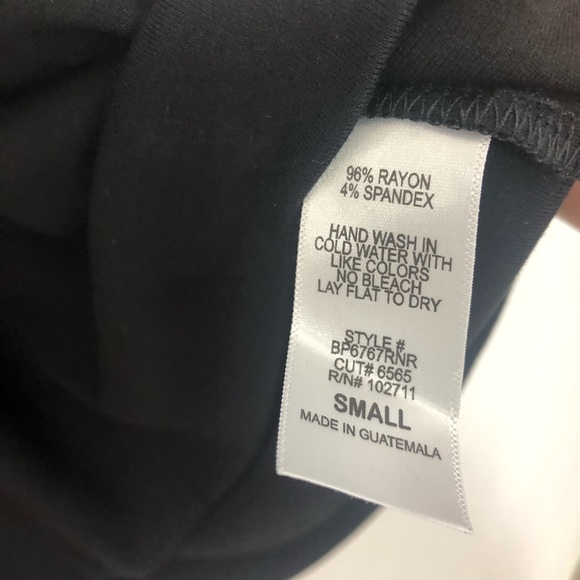 96% RAYON
4% SPANDEX
HAND WASH IN
COLD WATER WITH
LIKE COLORS
NO BLEACH
LAY FLAT TO DRY
STYLE #
BP6767RNR
CUT# 6565
R/N# 102711
SMALL
MADE IN GUATEMALA